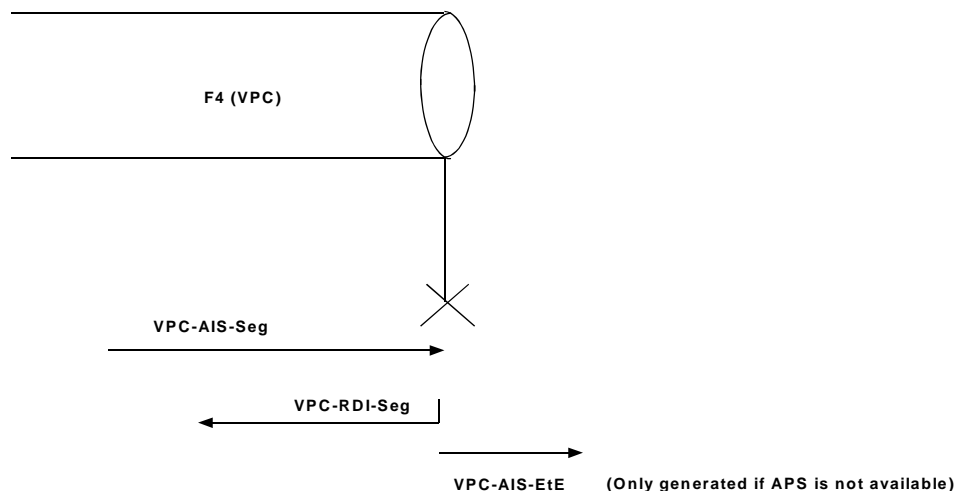 F4 (VPC)
VPC-AIS-Seg
VPC-RDI-Seg
VPC-AIS-EtE (Only generated if APS is not available)